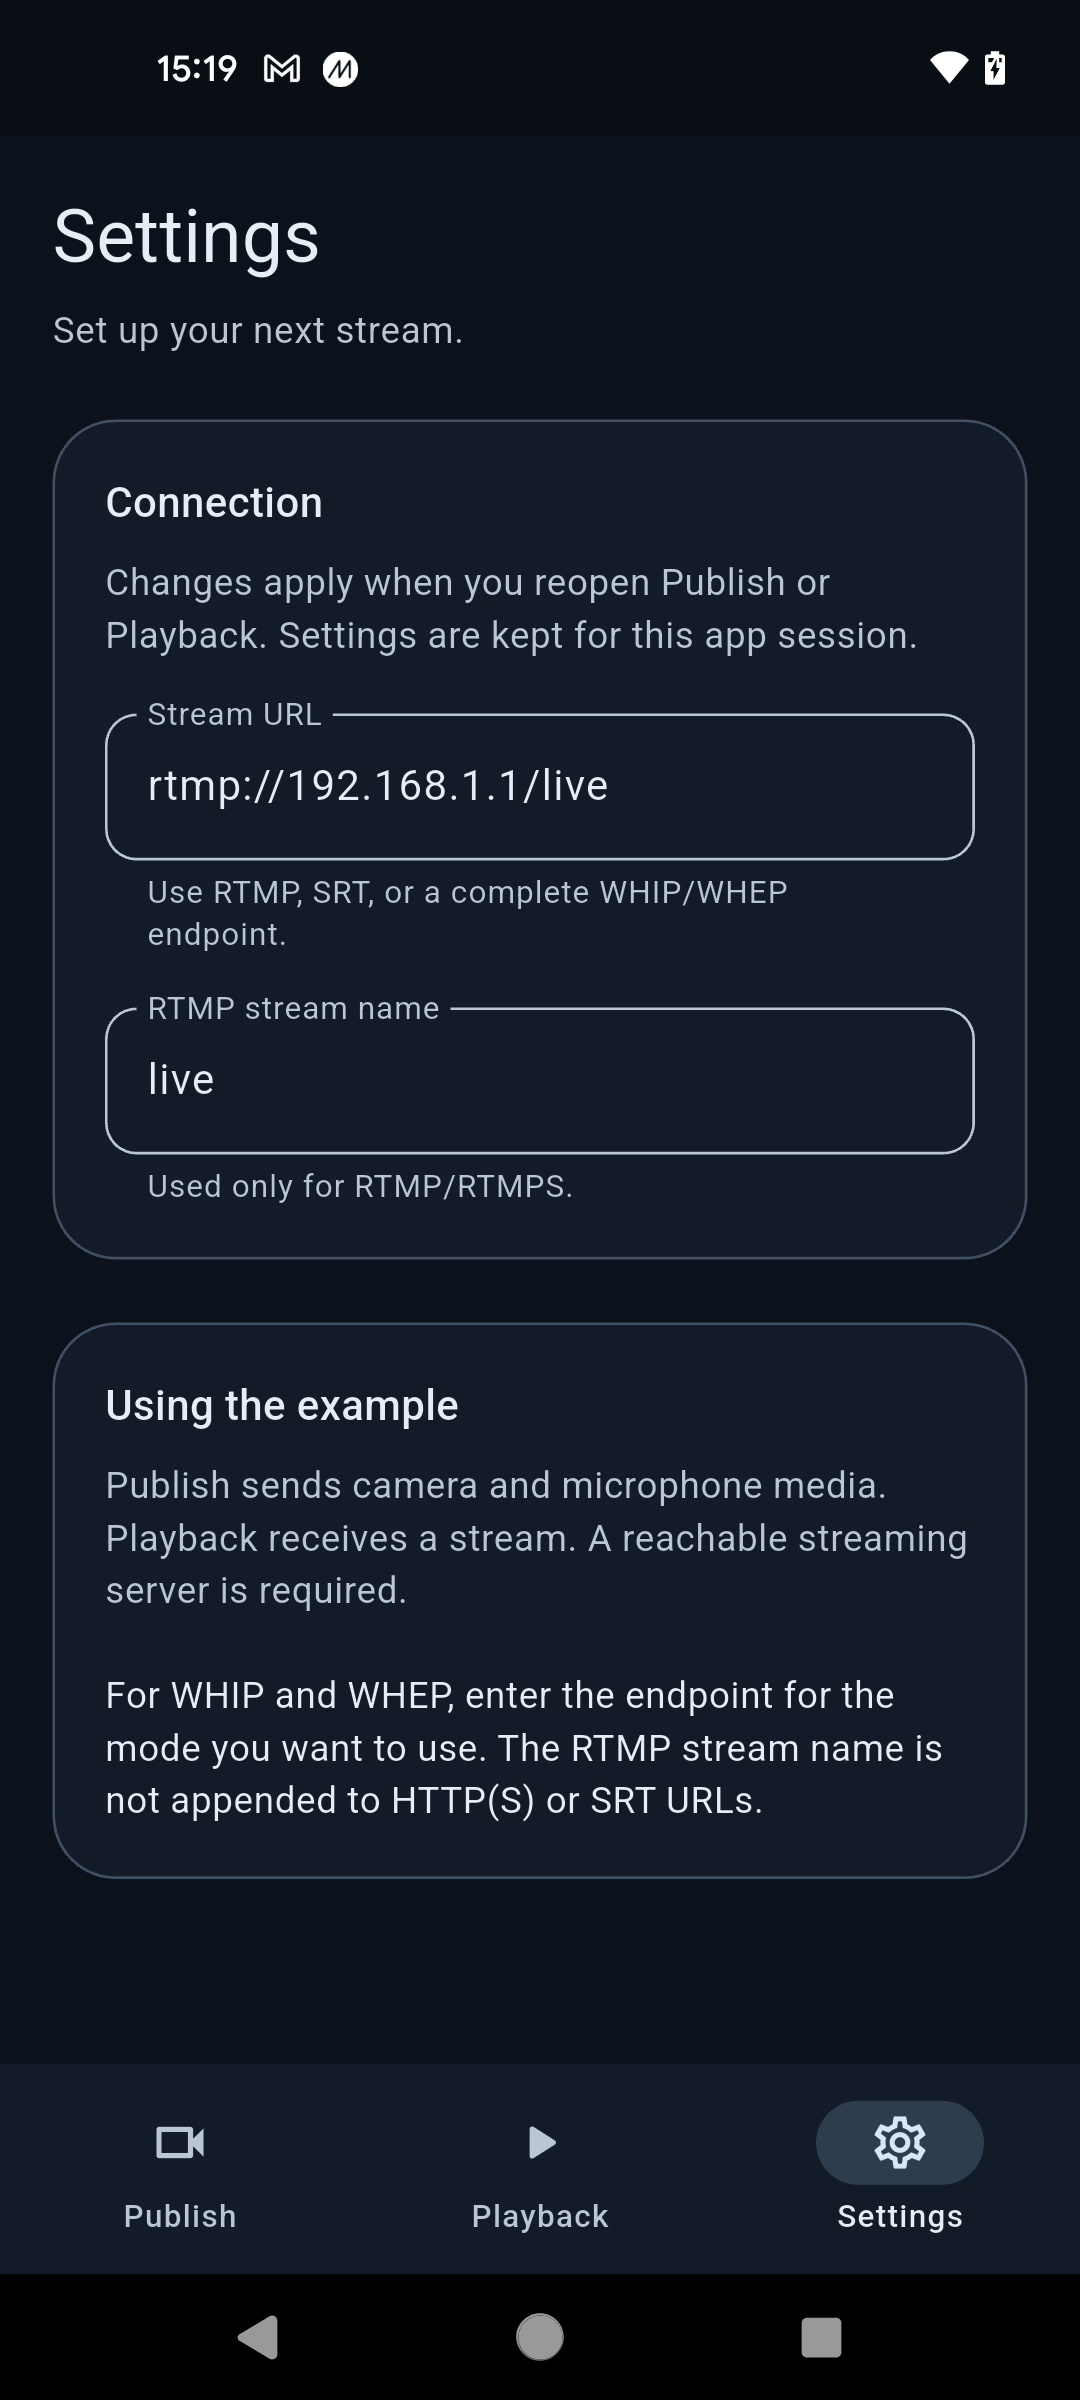 15:19
Settings
Set up your next stream.
Connection
Changes apply when you reopen Publish or
Playback. Settings are kept for this app session.
Stream URL
rtmp://192.168.1.1/live
Use RTMP, SRT, or a complete WHIP/WHEP
endpoint.
RTMP stream name
live
Used only for RTMP/RTMPS.
Using the example
Publish sends camera and microphone media.
Playback receives a stream. A reachable streaming
server is required.
For WHIP and WHEP, enter the endpoint for the
mode you want to use. The RTMP stream name is
not appended to HTTP(S) or SRT URLs.
Publish
Playback
Settings